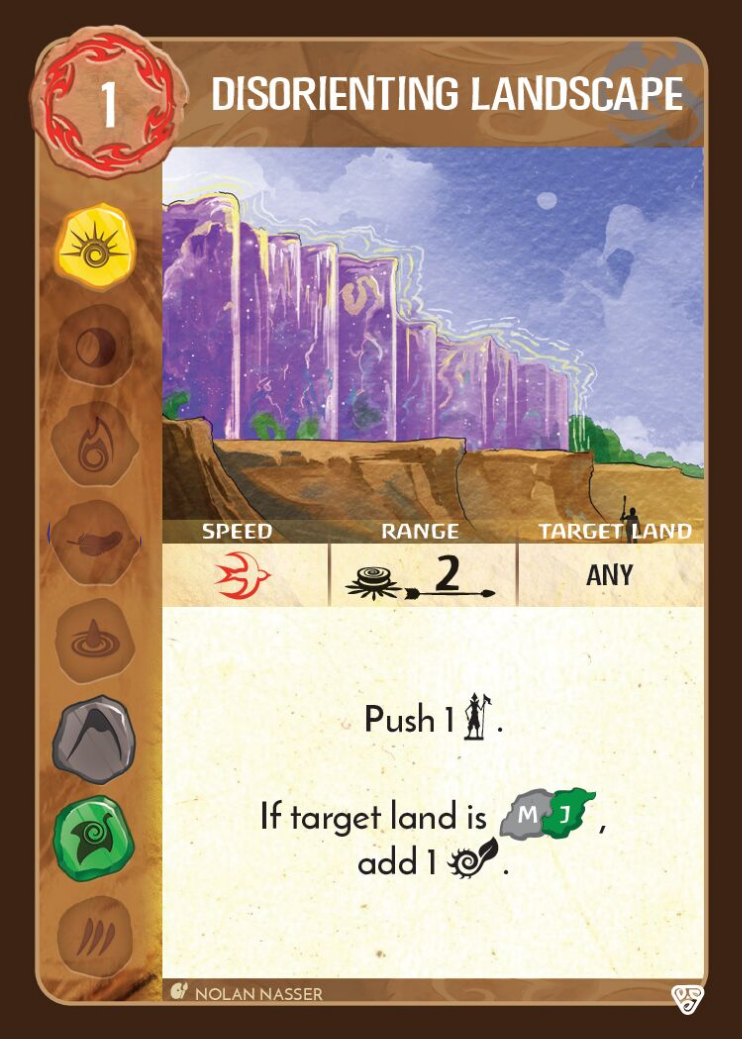 1
DISORIENTING LANDSCAPE
SPEED RANGE TARGET LAND
2 ANY
Push 1 .
If target land is M J ,
add 1 .
NOLAN NASSER